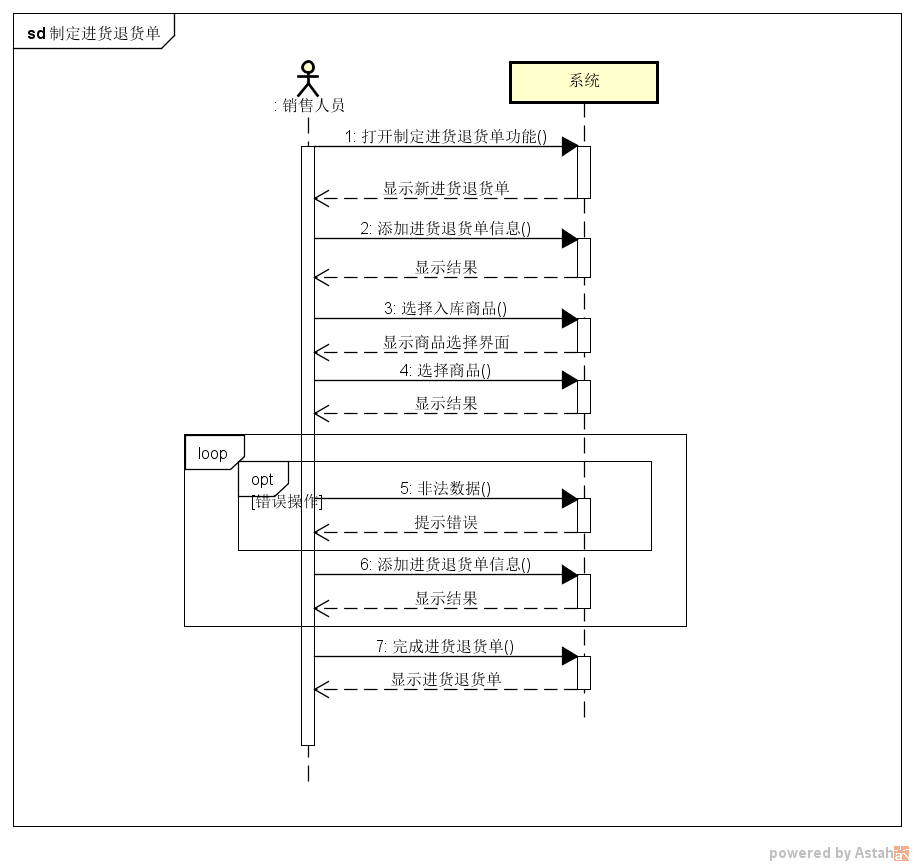 sd 制定进货退货单
: 销售人员
系统
1: 打开制定进货退货单功能()
显示新进货退货单
2: 添加进货退货单信息()
显示结果
3: 选择入库商品()
显示商品选择界面
4: 选择商品()
显示结果
loop
opt
[错误操作]
5: 非法数据()
提示错误
6: 添加进货退货单信息()
显示结果
7: 完成进货退货单()
显示进货退货单
powered by Astah